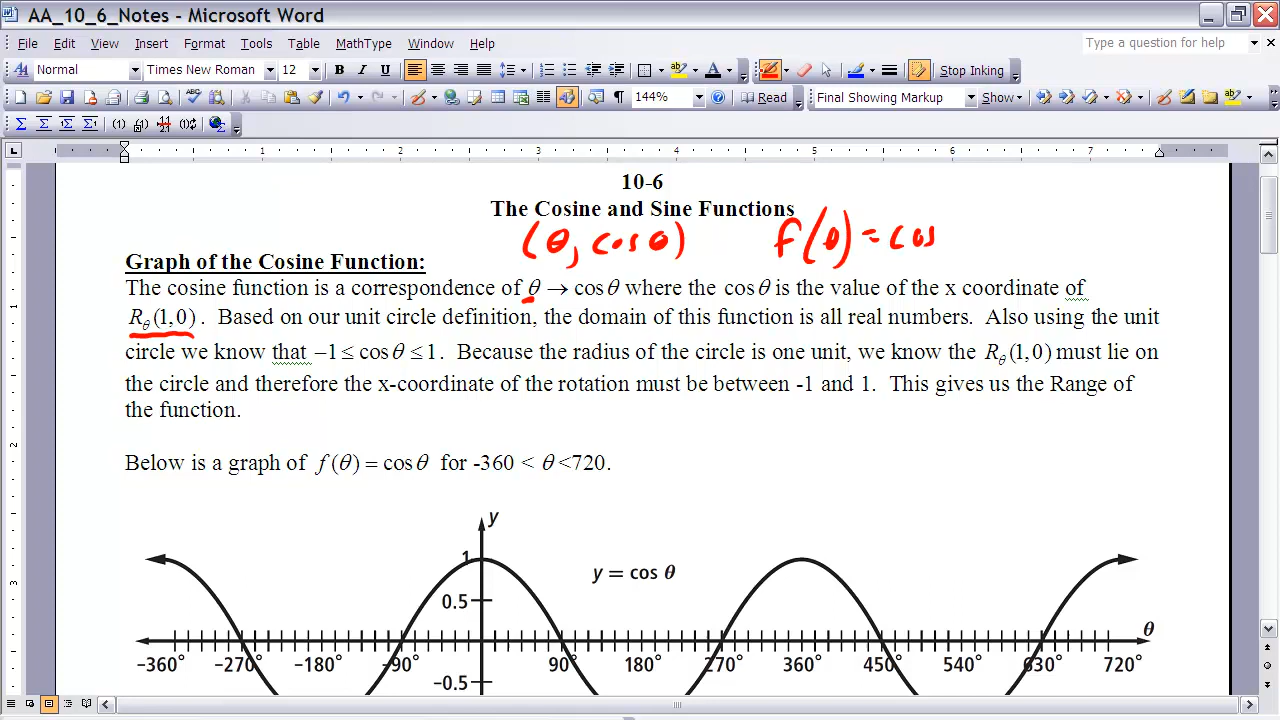 AA_10_6_Notes - Microsoft Word
File Edit View Insert Format Tools Table MathType Window Help Type a question for help
Normal Times New Roman 12 B I U Stop Inking
144% Read Final Showing Markup Show
1 2 3 4 5 6 7
10-6
The Cosine and Sine Functions
(θ, cos θ) f(θ) = cos
Graph of the Cosine Function:
The cosine function is a correspondence of θ → cos θ where the cos θ is the value of the x coordinate of
R_θ(1,0). Based on our unit circle definition, the domain of this function is all real numbers. Also using the unit
circle we know that −1 ≤ cos θ ≤ 1. Because the radius of the circle is one unit, we know the R_θ(1,0) must lie on
the circle and therefore the x-coordinate of the rotation must be between -1 and 1. This gives us the Range of
the function.
Below is a graph of f(θ) = cos θ for -360 < θ <720.
y
1
y = cos θ
0.5
θ
−360° −270° −180° −90° 90° 180° 270° 360° 450° 540° 630° 720°
−0.5